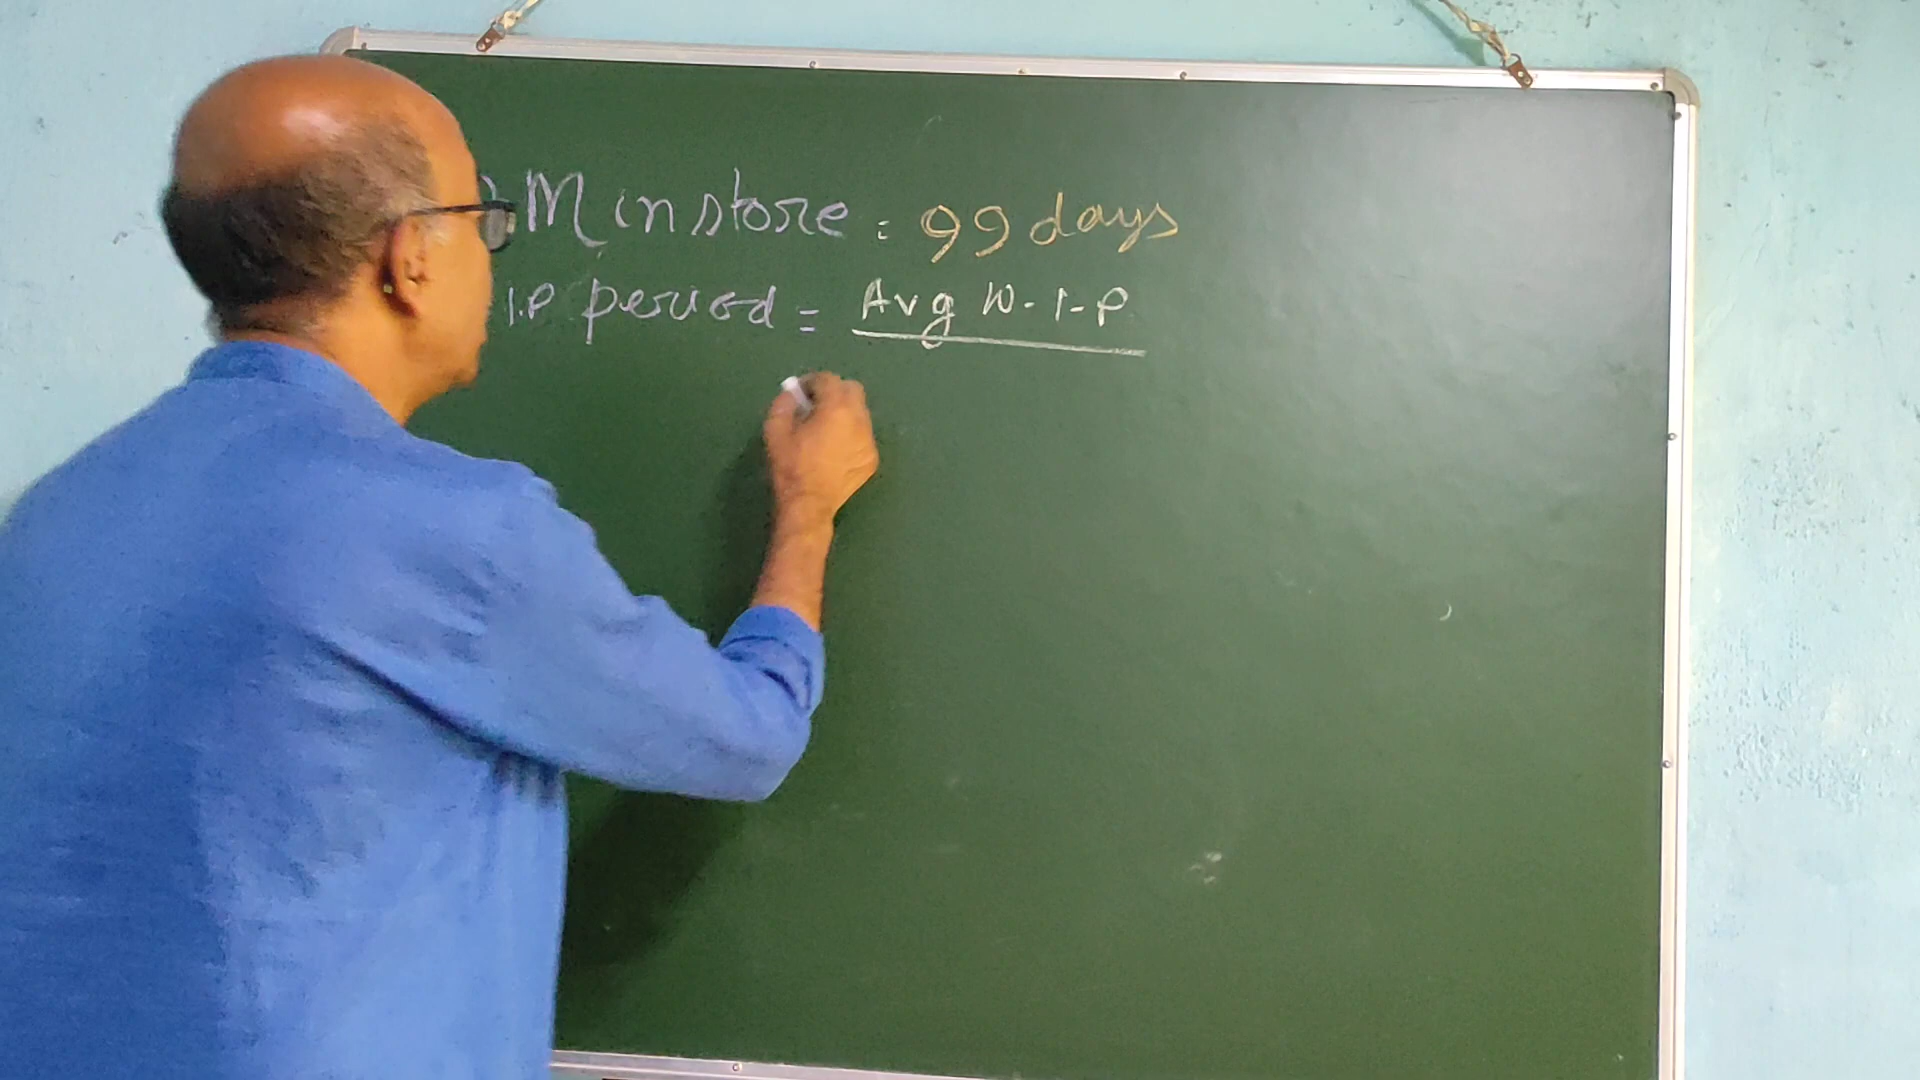 M in store = 99 days
I.P period = Avg W-I-P